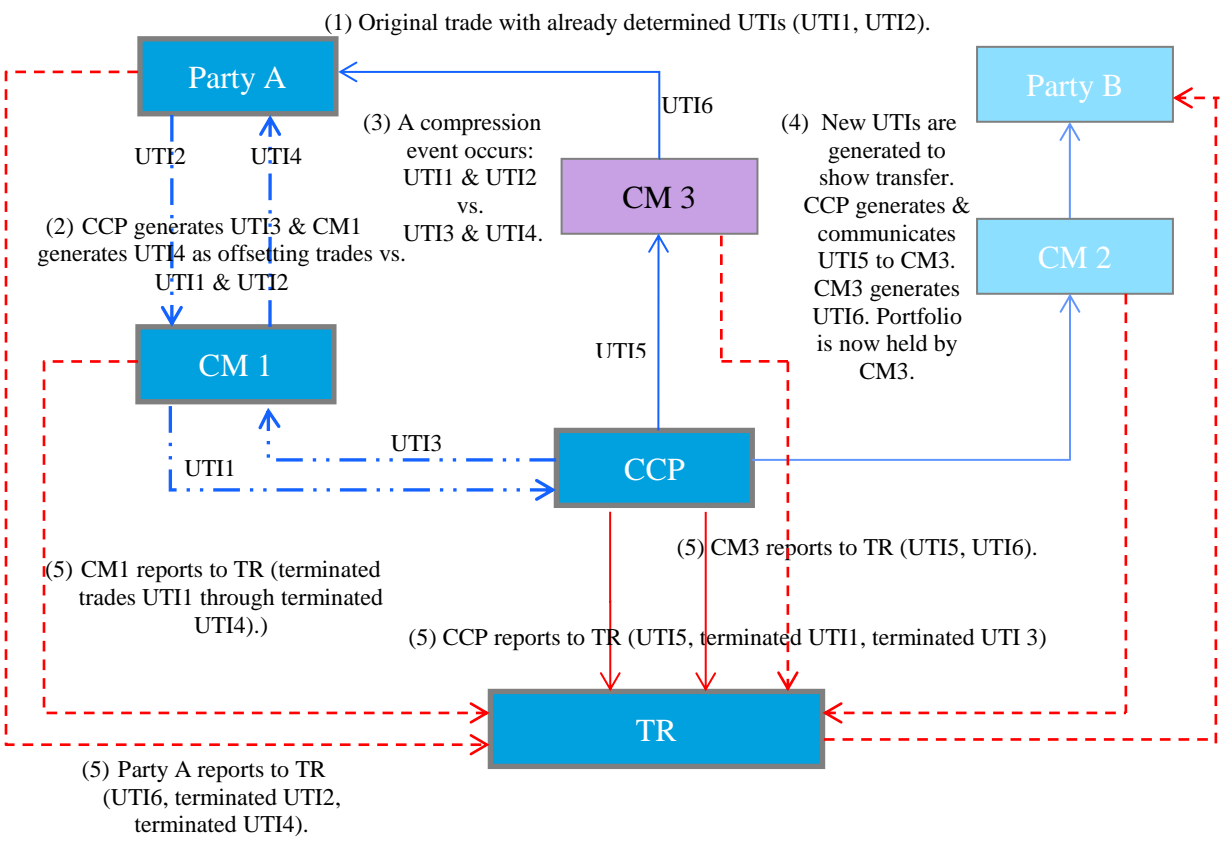 (1) Original trade with already determined UTIs (UTI1, UTI2).
Party A
Party B
UTI6
(3) A compression
event occurs:
UTI1 & UTI2
vs.
UTI3 & UTI4.
(4) New UTIs are
generated to
show transfer.
CCP generates &
communicates
UTI5 to CM3.
CM3 generates
UTI6. Portfolio
is now held by
CM3.
UTI2
UTI4
CM 3
(2) CCP generates UTI3 & CM1
generates UTI4 as offsetting trades vs.
UTI1 & UTI2
CM 2
CM 1
UTI5
UTI3
UTI1
CCP
(5) CM3 reports to TR (UTI5, UTI6).
(5) CM1 reports to TR (terminated
trades UTI1 through terminated
UTI4).)
(5) CCP reports to TR (UTI5, terminated UTI1, terminated UTI 3)
TR
(5) Party A reports to TR
(UTI6, terminated UTI2,
terminated UTI4).